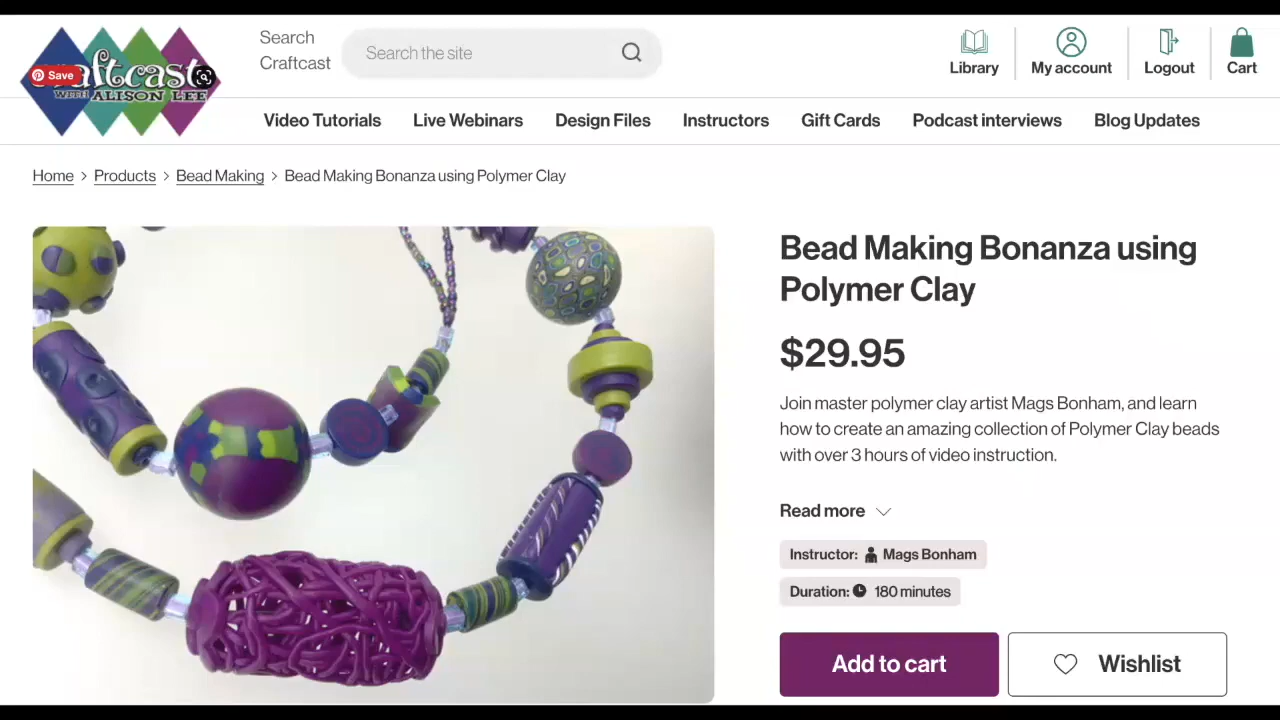 Save
Craftcast
WITH ALISON LEE
Search
Craftcast
Search the site
Library
My account
Logout
Cart
Video Tutorials
Live Webinars
Design Files
Instructors
Gift Cards
Podcast interviews
Blog Updates
Home > Products > Bead Making > Bead Making Bonanza using Polymer Clay
Bead Making Bonanza using
Polymer Clay
$29.95
Join master polymer clay artist Mags Bonham, and learn
how to create an amazing collection of Polymer Clay beads
with over 3 hours of video instruction.
Read more
Instructor: Mags Bonham
Duration: 180 minutes
Add to cart
Wishlist